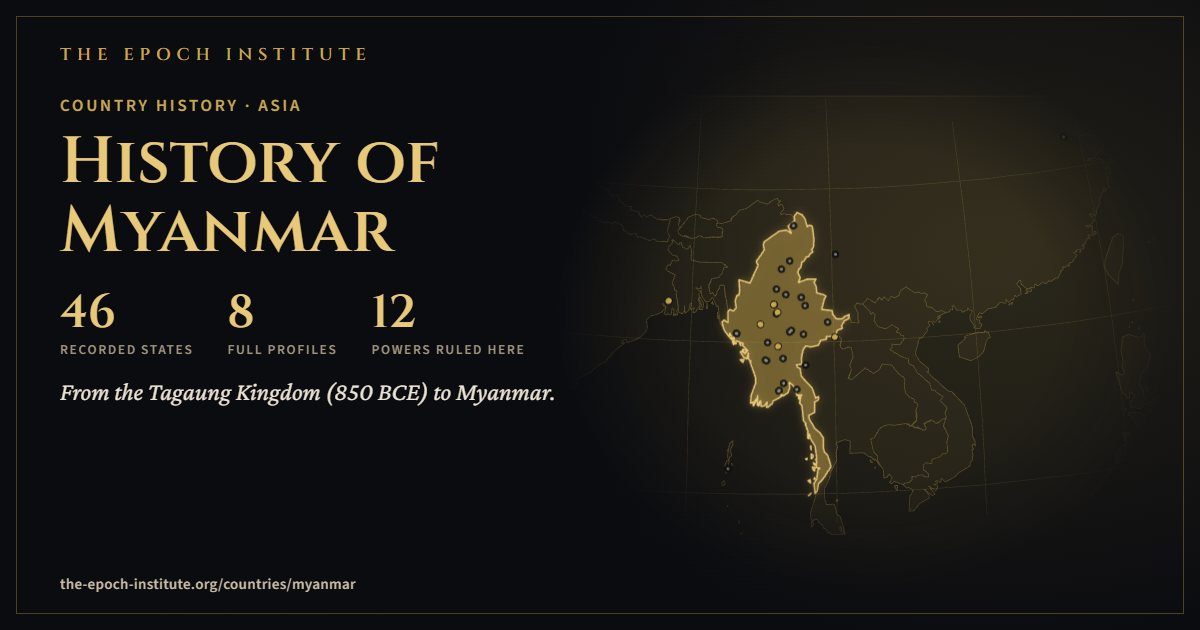 THE EPOCH INSTITUTE
COUNTRY HISTORY · ASIA
HISTORY OF
MYANMAR
46 8 12
RECORDED STATES FULL PROFILES POWERS RULED HERE
From the Tagaung Kingdom (850 BCE) to Myanmar.
the-epoch-institute.org/countries/myanmar